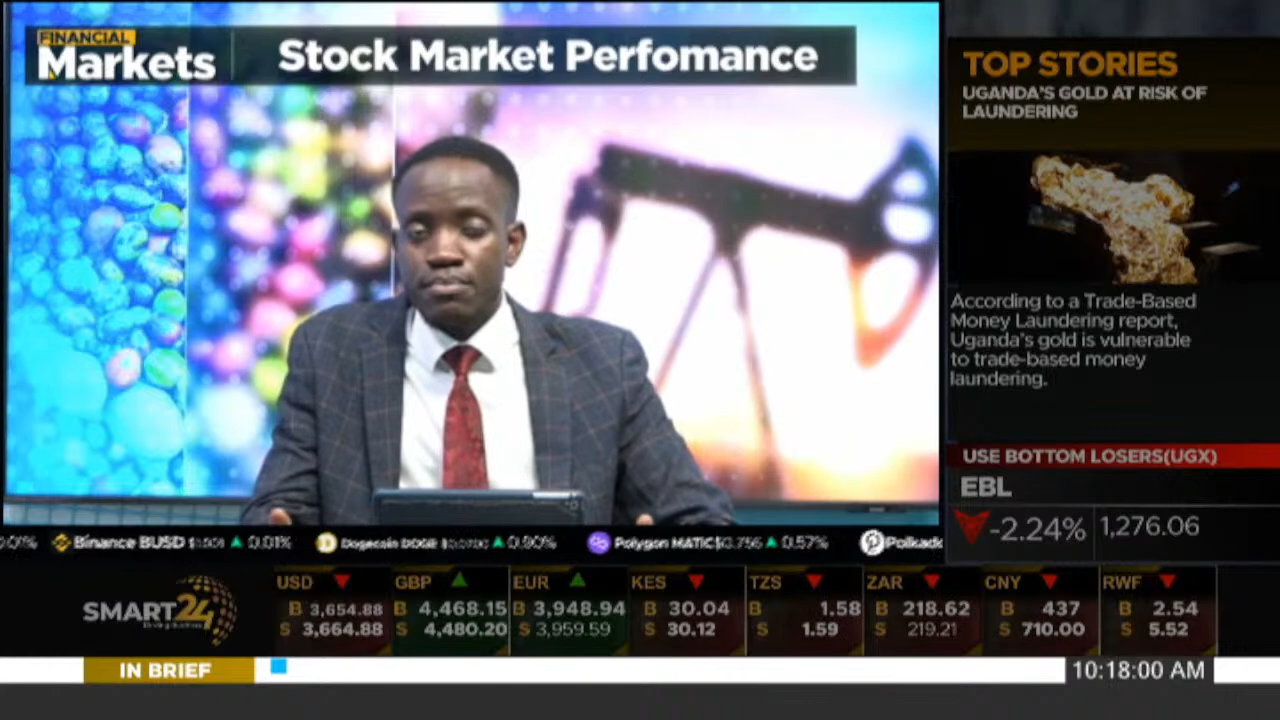 FINANCIAL
Markets
Stock Market Perfomance
TOP STORIES
UGANDA'S GOLD AT RISK OF
LAUNDERING
According to a Trade-Based
Money Laundering report,
Uganda's gold is vulnerable
to trade-based money
laundering.
USE BOTTOM LOSERS(UGX)
EBL
-2.24% 1,276.06
0.01% Binance BUSD 0.01% Dogecoin DOGE 0.90% Polygon MATIC $0.756 0.57% Polkado
SMART24
USD GBP EUR KES TZS ZAR CNY RWF
B 3,654.88 B 4,468.15 B 3,948.94 B 30.04 B 1.58 B 218.62 B 437 B 2.54
S 3,664.88 S 4,480.20 S 3,959.59 S 30.12 S 1.59 S 219.21 S 710.00 S 5.52
IN BRIEF
10:18:00 AM